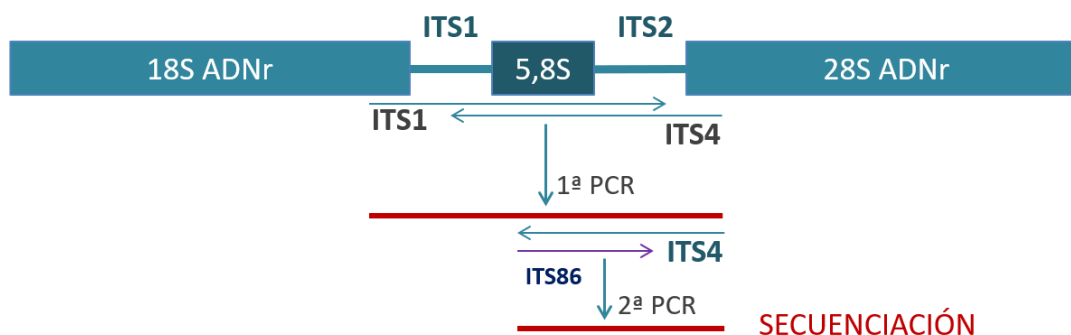 ITS1 ITS2
18S ADNr 5,8S 28S ADNr
ITS1 ITS4
1ª PCR
ITS4
ITS86
2ª PCR
SECUENCIACIÓN